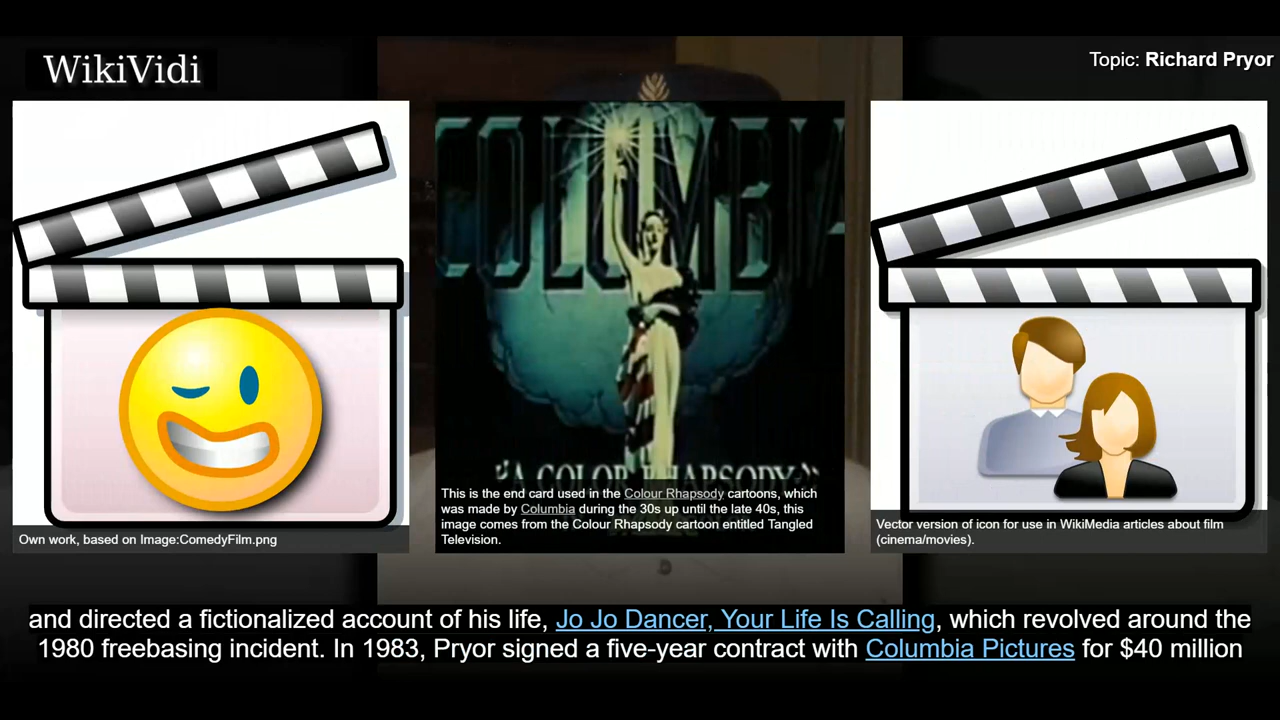 WikiVidi
Topic: Richard Pryor
COLUMBIA
"A COLOR RHAPSODY"
Own work, based on Image:ComedyFilm.png
This is the end card used in the Colour Rhapsody cartoons, which
was made by Columbia during the 30s up until the late 40s, this
image comes from the Colour Rhapsody cartoon entitled Tangled
Television.
Vector version of icon for use in WikiMedia articles about film
(cinema/movies).
and directed a fictionalized account of his life, Jo Jo Dancer, Your Life Is Calling, which revolved around the
1980 freebasing incident. In 1983, Pryor signed a five-year contract with Columbia Pictures for $40 million